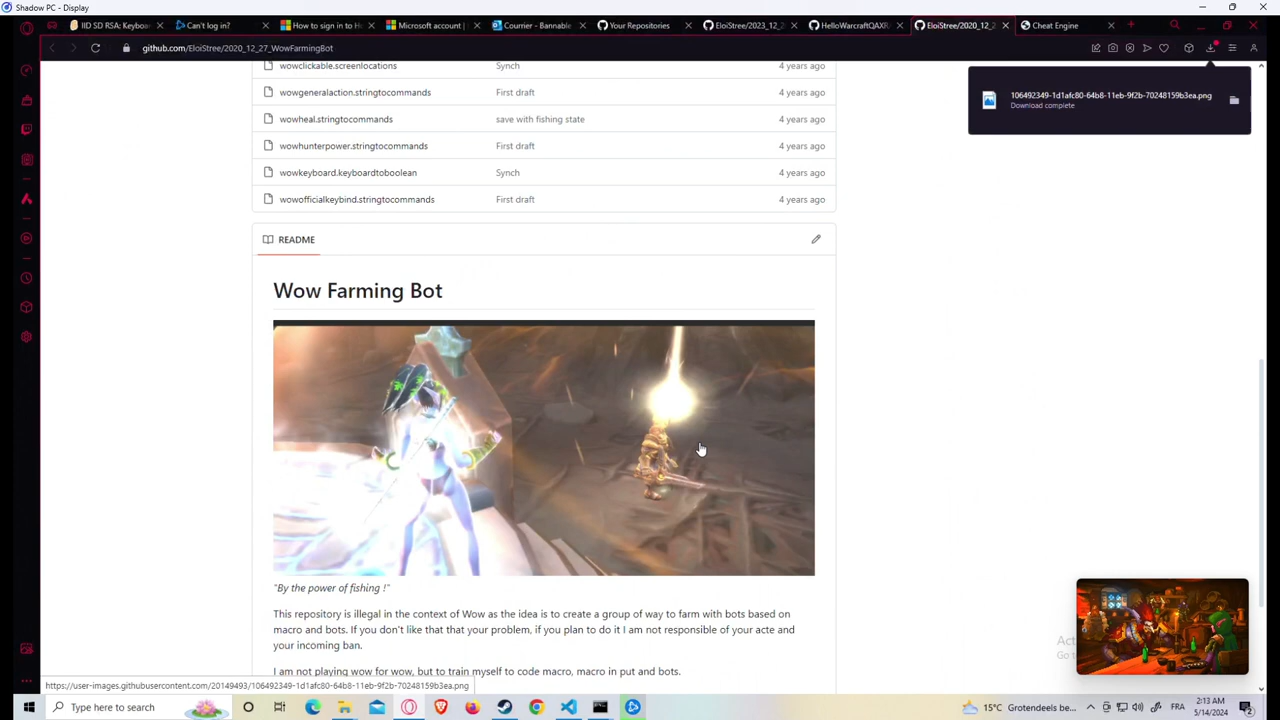 Shadow PC - Display
IID SD RSA: Keyboar
Can't log in?
How to sign in to He
Microsoft account |
Courrier - Bannable
Your Repositories
EloiStree/2023_12_
HelloWarcraftQAXR
EloiStree/2020_12_2
Cheat Engine
github.com/EloiStree/2020_12_27_WowFarmingBot
wowclickable.screenlocations Synch 4 years ago
wowgeneralaction.stringtocommands First draft 4 years ago
wowheal.stringtocommands save with fishing state 4 years ago
wowhunterpower.stringtocommands First draft 4 years ago
wowkeyboard.keyboardtoboolean Synch 4 years ago
wowofficialkeybind.stringtocommands First draft 4 years ago
106492349-1d1afc80-64b8-11eb-9f2b-70248159b3ea.png
Download complete
README
Wow Farming Bot
"By the power of fishing !"
This repository is illegal in the context of Wow as the idea is to create a group of way to farm with bots based on
macro and bots. If you don't like that that your problem, if you plan to do it I am not responsible of your acte and
your incoming ban.
I am not playing wow for wow, but to train myself to code macro, macro in put and bots.
https://user-images.githubusercontent.com/20149493/106492349-1d1afc80-64b8-11eb-9f2b-70248159b3ea.png
Type here to search
15°C Grotendeels be...
FRA
2:13 AM
5/14/2024
2